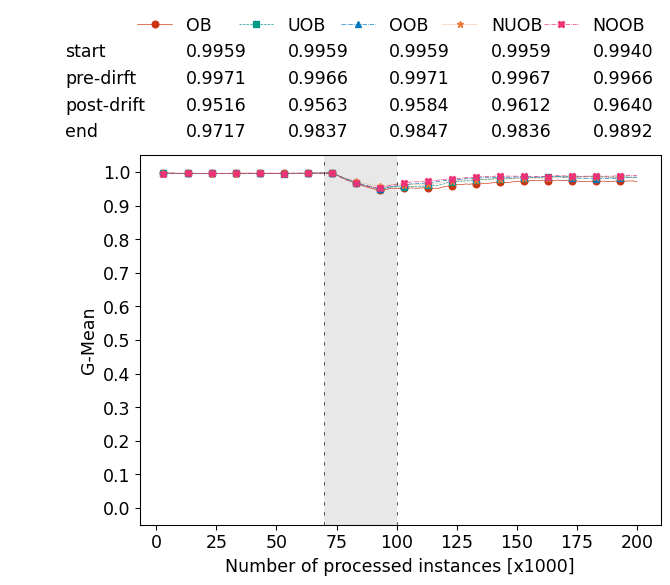 OB UOB OOB NUOB NOOB
start 0.9959 0.9959 0.9959 0.9959 0.9940
pre-dirft 0.9971 0.9966 0.9971 0.9967 0.9966
post-drift 0.9516 0.9563 0.9584 0.9612 0.9640
end 0.9717 0.9837 0.9847 0.9836 0.9892
1.0
0.9
0.8
0.7
0.6
0.5
0.4
0.3
0.2
0.1
0.0
G-Mean
0 25 50 75 100 125 150 175 200
Number of processed instances [x1000]